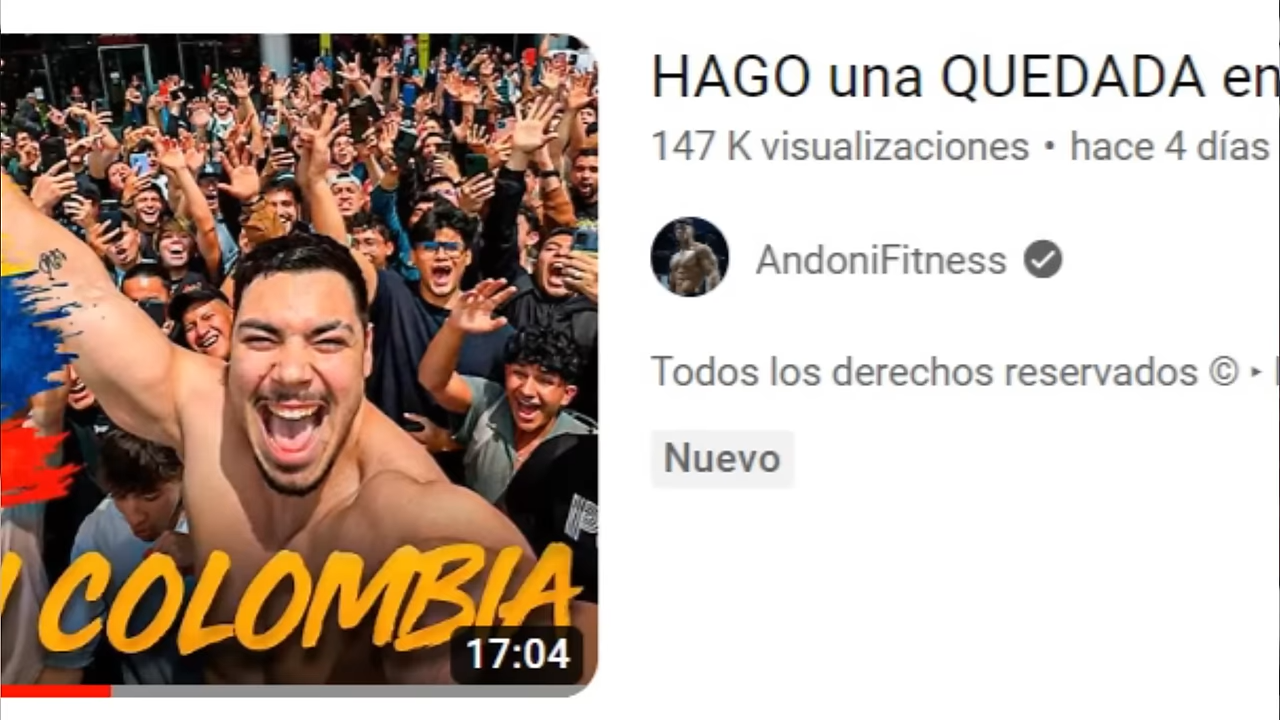 HAGO una QUEDADA en
147 K visualizaciones • hace 4 días
AndoniFitness
Todos los derechos reservados © ‣
Nuevo
COLOMBIA
17:04